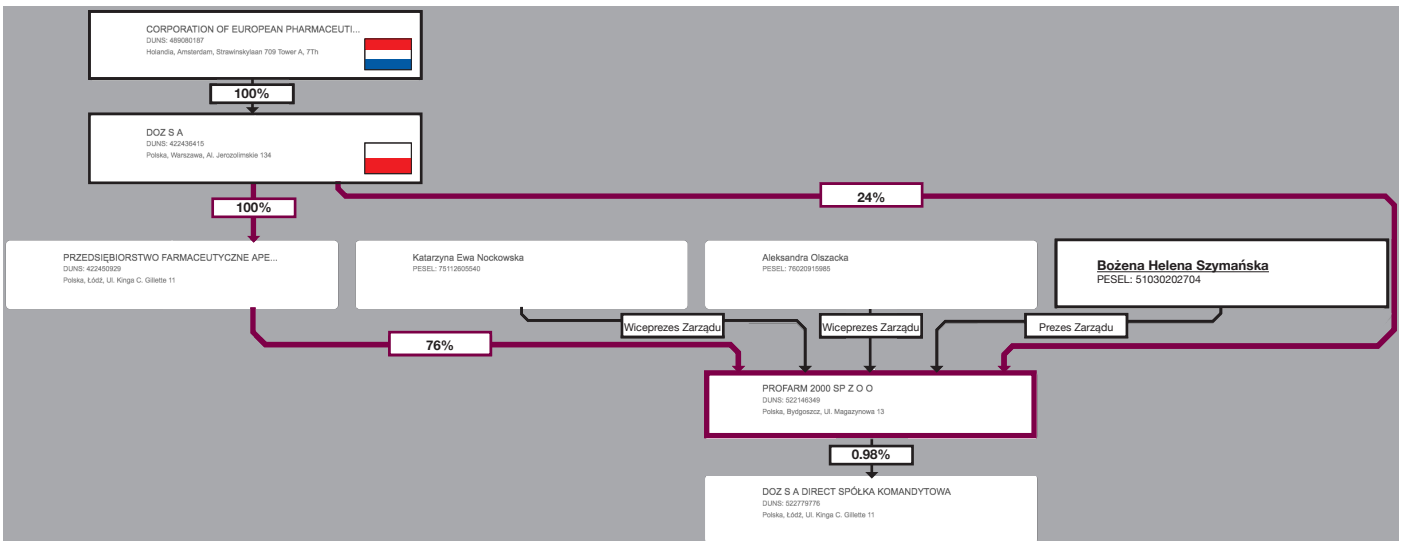 CORPORATION OF EUROPEAN PHARMACEUTI...
DUNS: 489080187
Holandia, Amsterdam, Strawinskylaan 709 Tower A, 7Th
100%
DOZ S A
DUNS: 422436415
Polska, Warszawa, Al. Jerozolimskie 134
24%
100%
PRZEDSIĘBIORSTWO FARMACEUTYCZNE APE...
DUNS: 422450929
Polska, Łódź, Ul. Kinga C. Gillette 11
Katarzyna Ewa Nockowska
PESEL: 75112605540
Aleksandra Olszacka
PESEL: 76020915985
Bożena Helena Szymańska
PESEL: 51030202704
Wiceprezes Zarządu
Wiceprezes Zarządu
Prezes Zarządu
76%
PROFARM 2000 SP Z O O
DUNS: 522146349
Polska, Bydgoszcz, Ul. Magazynowa 13
0.98%
DOZ S A DIRECT SPÓŁKA KOMANDYTOWA
DUNS: 522779776
Polska, Łódź, Ul. Kinga C. Gillette 11